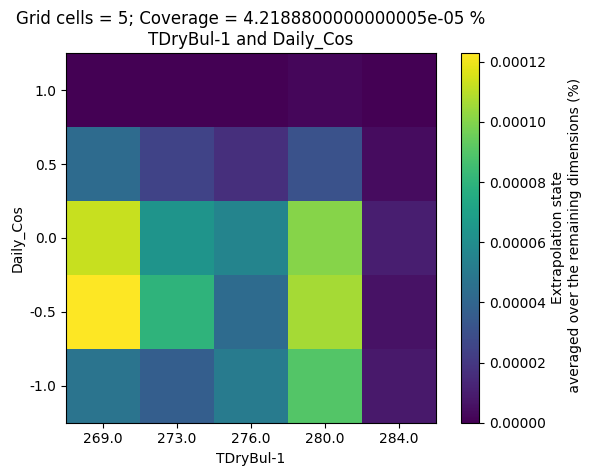 Grid cells = 5; Coverage = 4.2188800000000005e-05 %
TDryBul-1 and Daily_Cos
1.0
0.5
0.0
-0.5
-1.0
Daily_Cos
269.0 273.0 276.0 280.0 284.0
TDryBul-1
0.00012
0.00010
0.00008
0.00006
0.00004
0.00002
0.00000
Extrapolation state
averaged over the remaining dimensions (%)